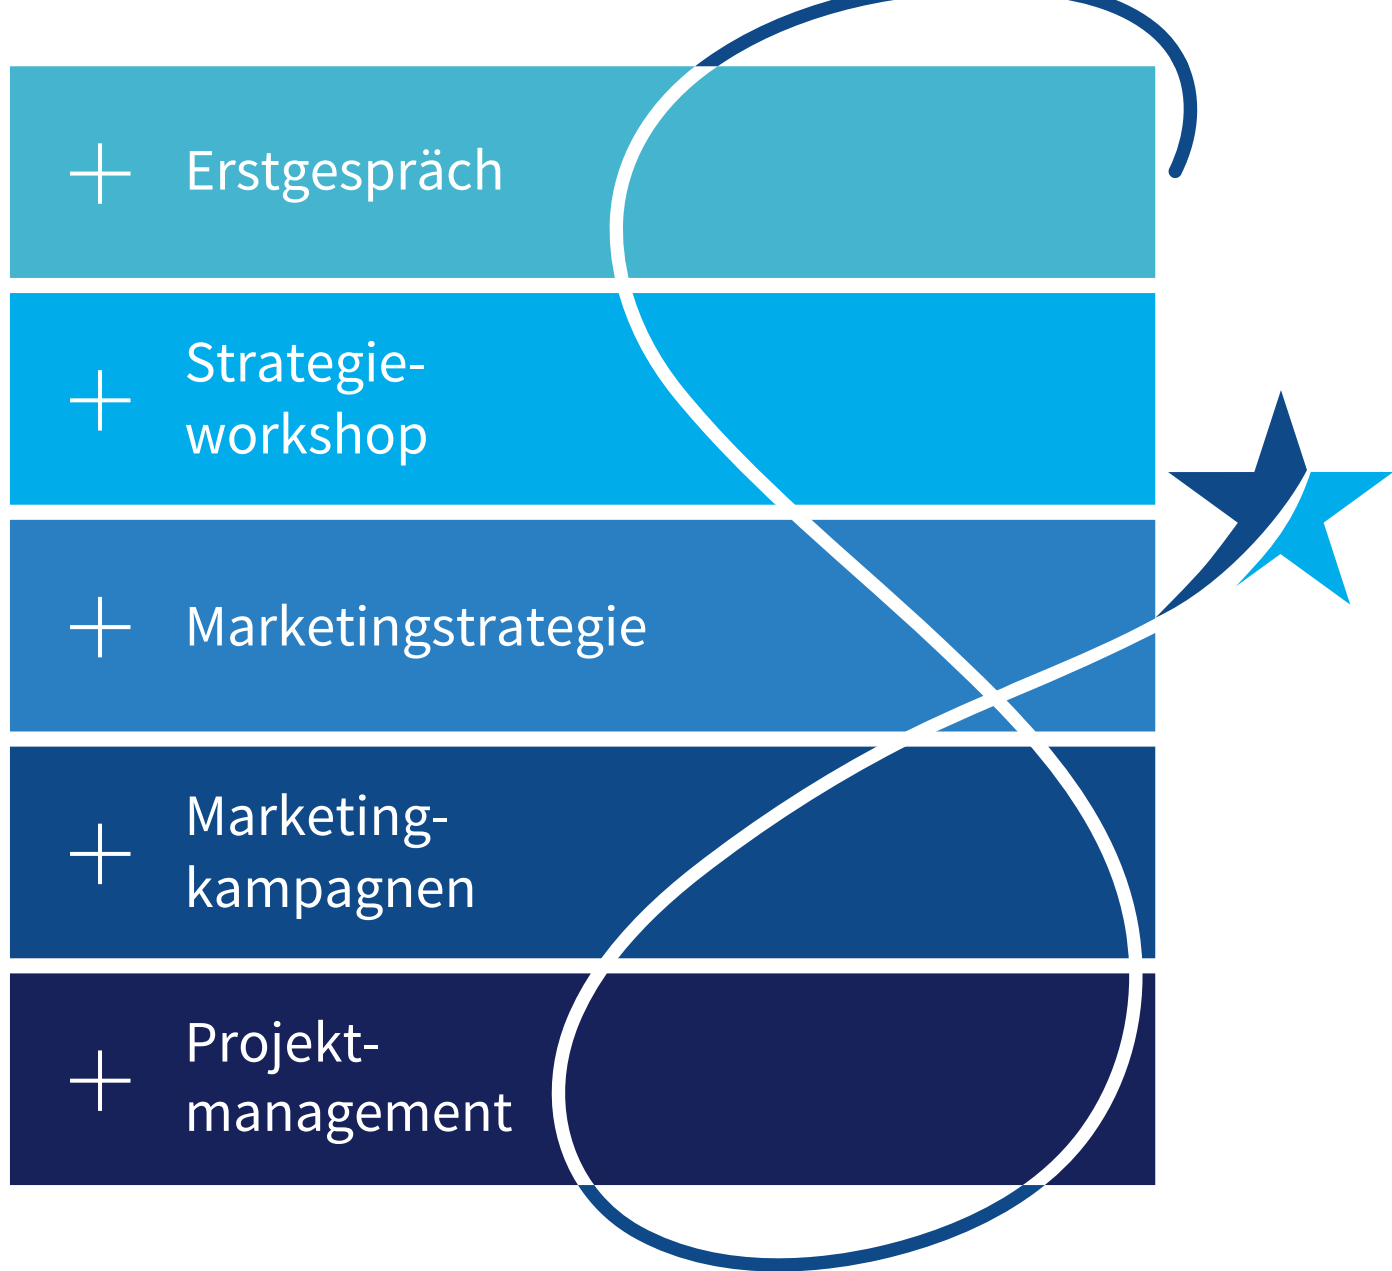 Erstgespräch
Strategie-
workshop
Marketingstrategie
Marketing-
kampagnen
Projekt-
management